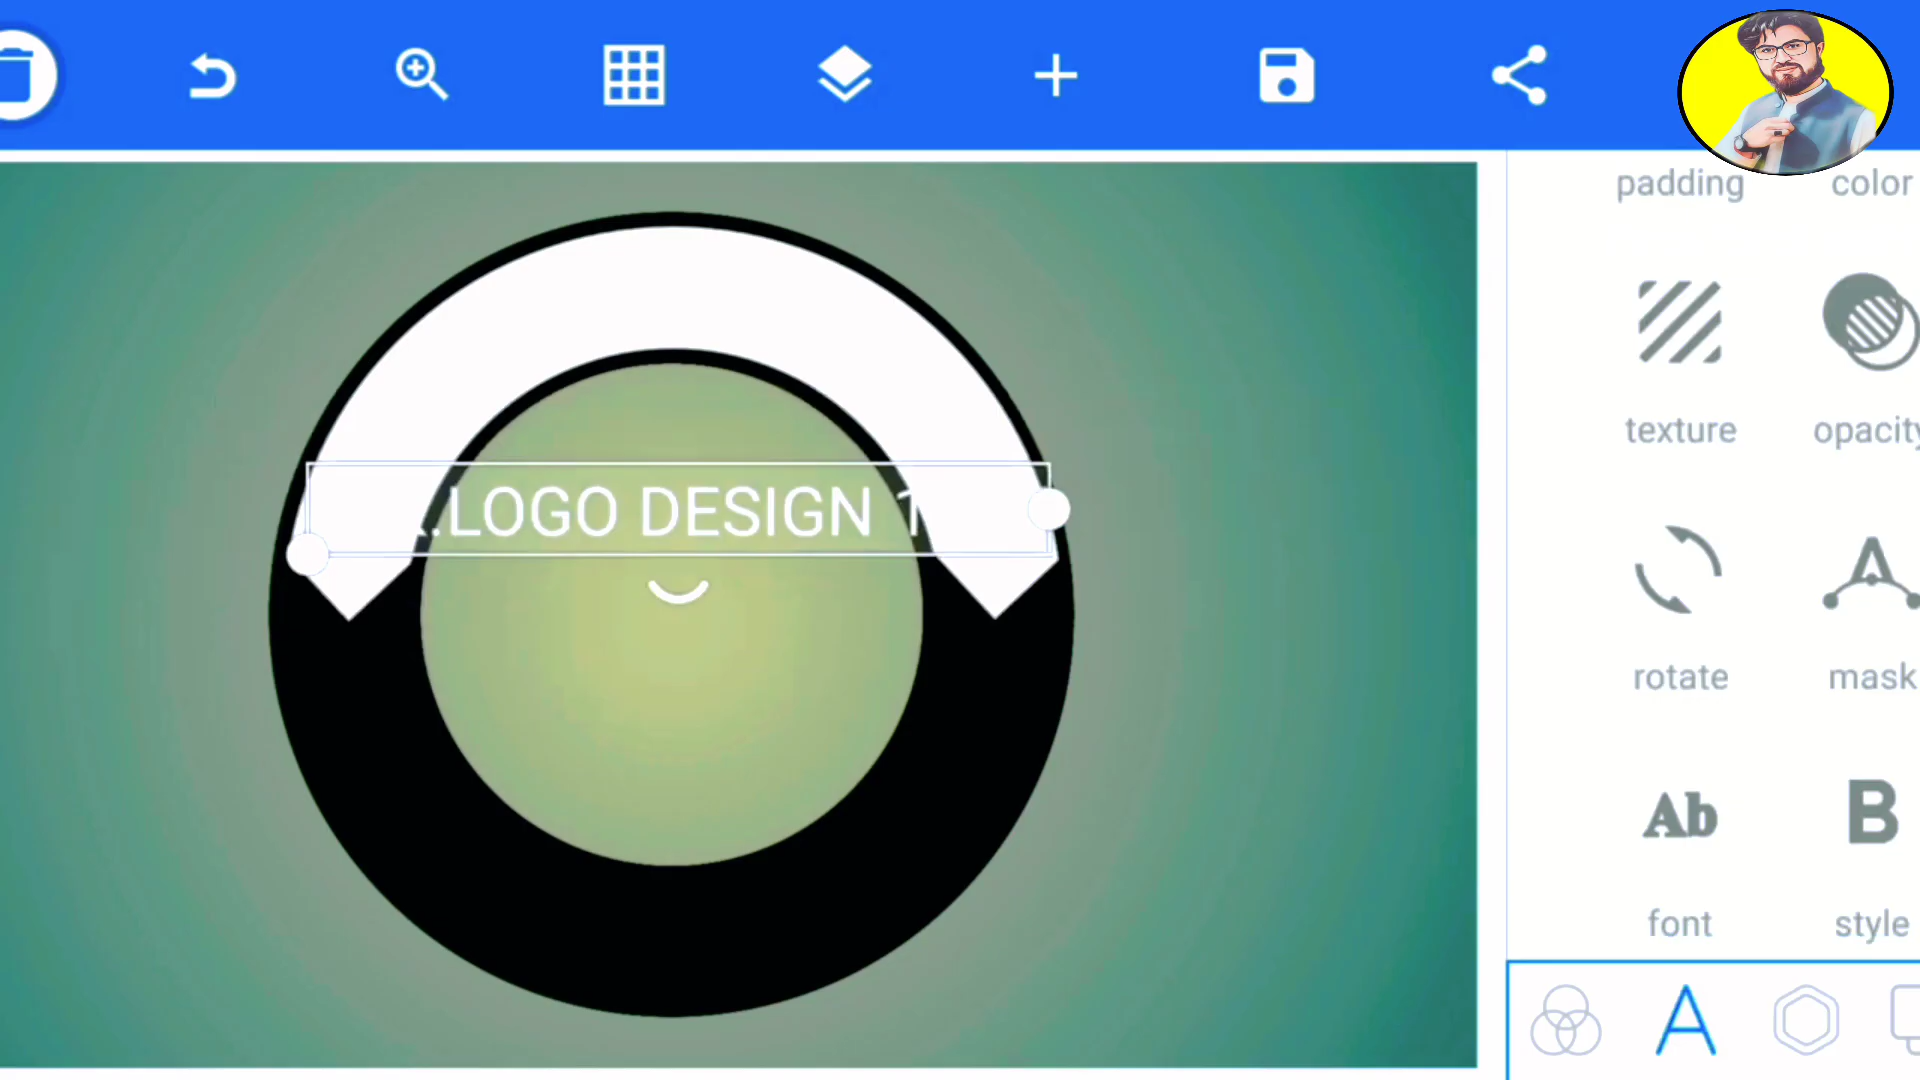 padding color
.LOGO DESIGN
texture
rotate mask
Ab B
font style
A